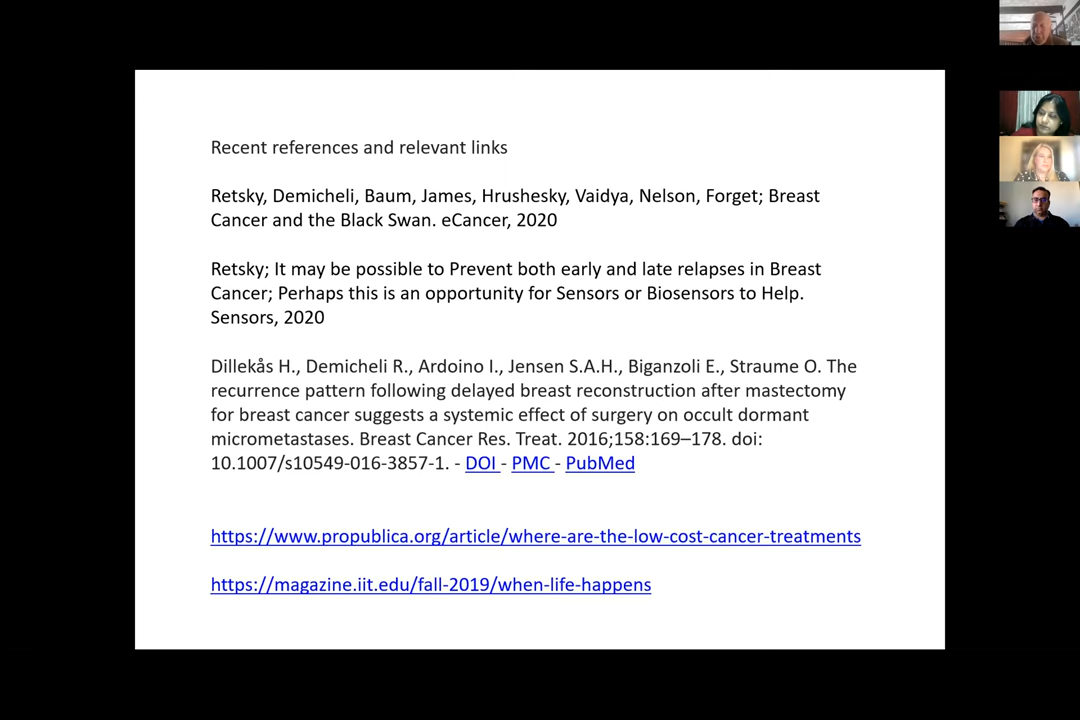 Recent references and relevant links
Retsky, Demicheli, Baum, James, Hrushesky, Vaidya, Nelson, Forget; Breast
Cancer and the Black Swan. eCancer, 2020
Retsky; It may be possible to Prevent both early and late relapses in Breast
Cancer; Perhaps this is an opportunity for Sensors or Biosensors to Help.
Sensors, 2020
Dillekås H., Demicheli R., Ardoino I., Jensen S.A.H., Biganzoli E., Straume O. The
recurrence pattern following delayed breast reconstruction after mastectomy
for breast cancer suggests a systemic effect of surgery on occult dormant
micrometastases. Breast Cancer Res. Treat. 2016;158:169–178. doi:
10.1007/s10549-016-3857-1. - DOI - PMC - PubMed
https://www.propublica.org/article/where-are-the-low-cost-cancer-treatments
https://magazine.iit.edu/fall-2019/when-life-happens